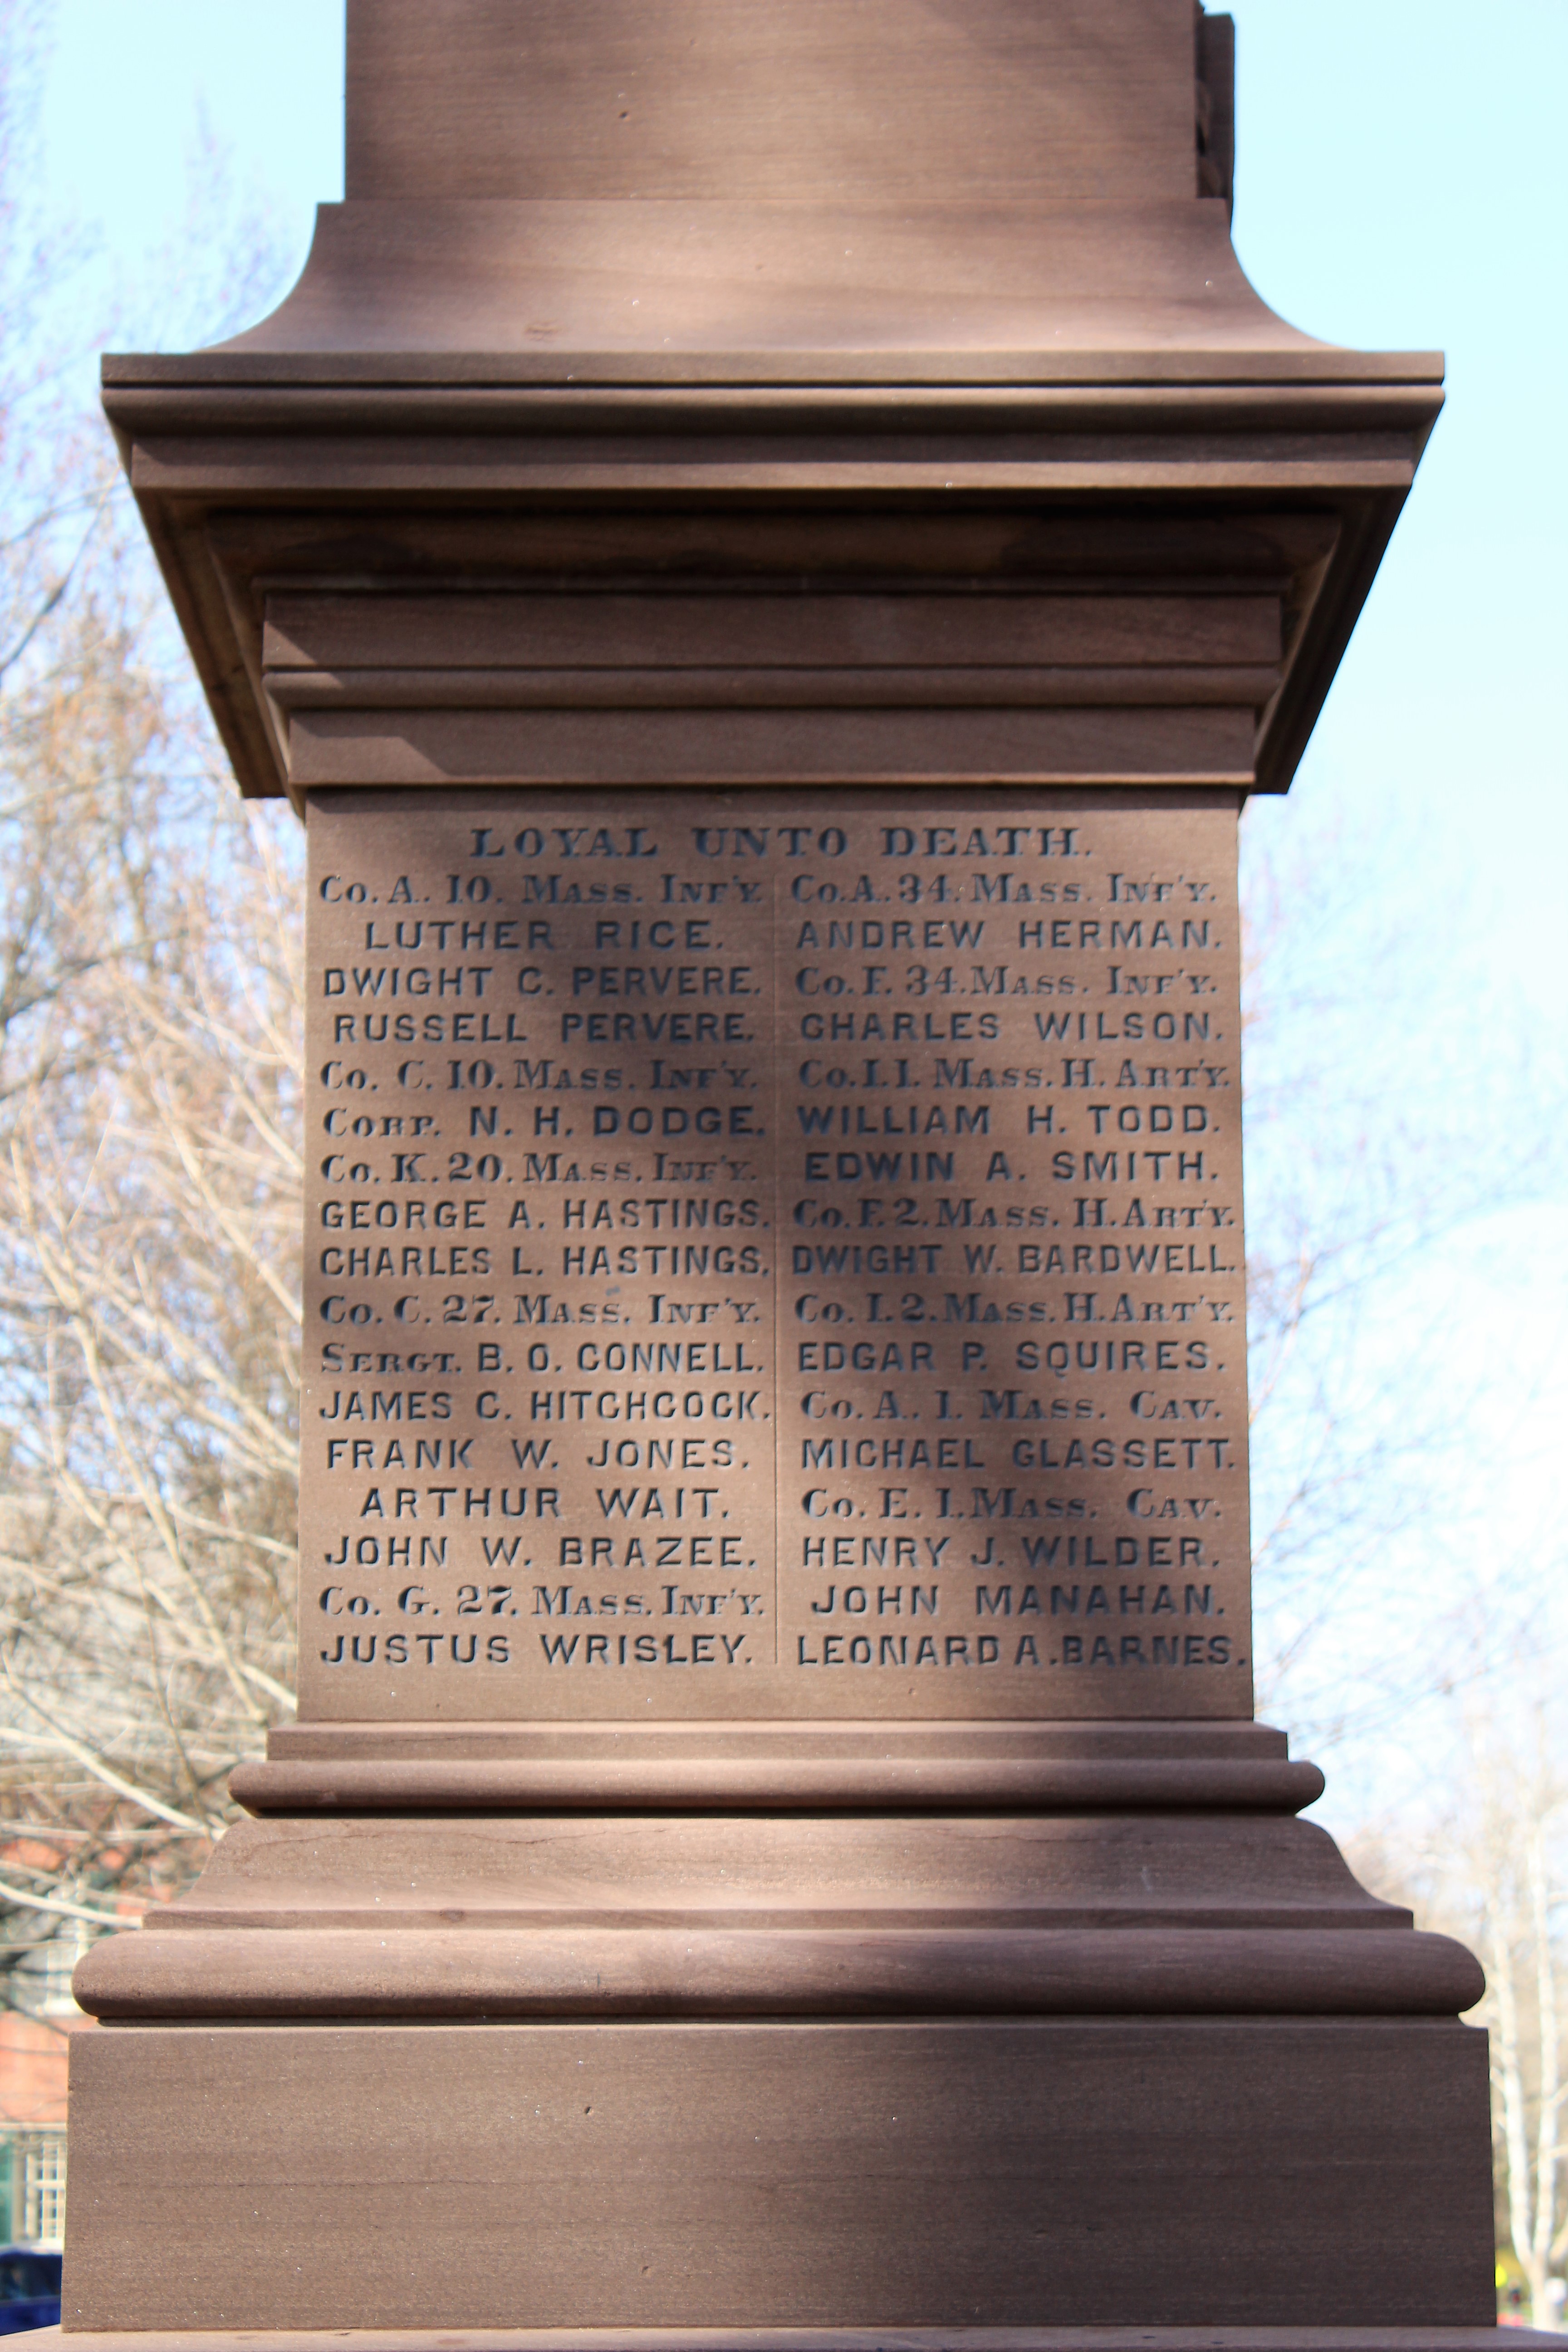 LOYAL UNTO DEATH.
Co. A. 10. Mass. Inf'y.
LUTHER RICE.
DWIGHT C. PERVERE.
RUSSELL PERVERE.
Co. C. 10. Mass. Inf'y.
Corp. N. H. DODGE.
Co. K. 20. Mass. Inf'y.
GEORGE A. HASTINGS.
CHARLES L. HASTINGS.
Co. C. 27. Mass. Inf'y.
Sergt. B. O. CONNELL.
JAMES C. HITCHCOCK.
FRANK W. JONES.
ARTHUR WAIT.
JOHN W. BRAZEE.
Co. G. 27. Mass. Inf'y.
JUSTUS WRISLEY.
Co. A. 34. Mass. Inf'y.
ANDREW HERMAN.
Co. F. 34. Mass. Inf'y.
CHARLES WILSON.
Co. I. 1. Mass. H. Art'y.
WILLIAM H. TODD.
EDWIN A. SMITH.
Co. F. 2. Mass. H. Art'y.
DWIGHT W. BARDWELL.
Co. I. 2. Mass. H. Art'y.
EDGAR P. SQUIRES.
Co. A. 1. Mass. Cav.
MICHAEL GLASSETT.
Co. E. 1. Mass. Cav.
HENRY J. WILDER.
JOHN MANAHAN.
LEONARD A. BARNES.